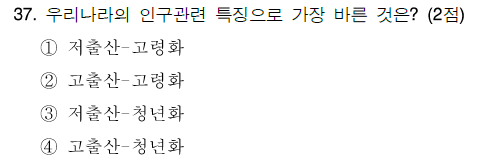 37. 우리나라의 인구관련 특징으로 가장 바른 것은? (2점)
① 저출산-고령화
② 고출산-고령화
③ 저출산-청년화
④ 고출산-청년화